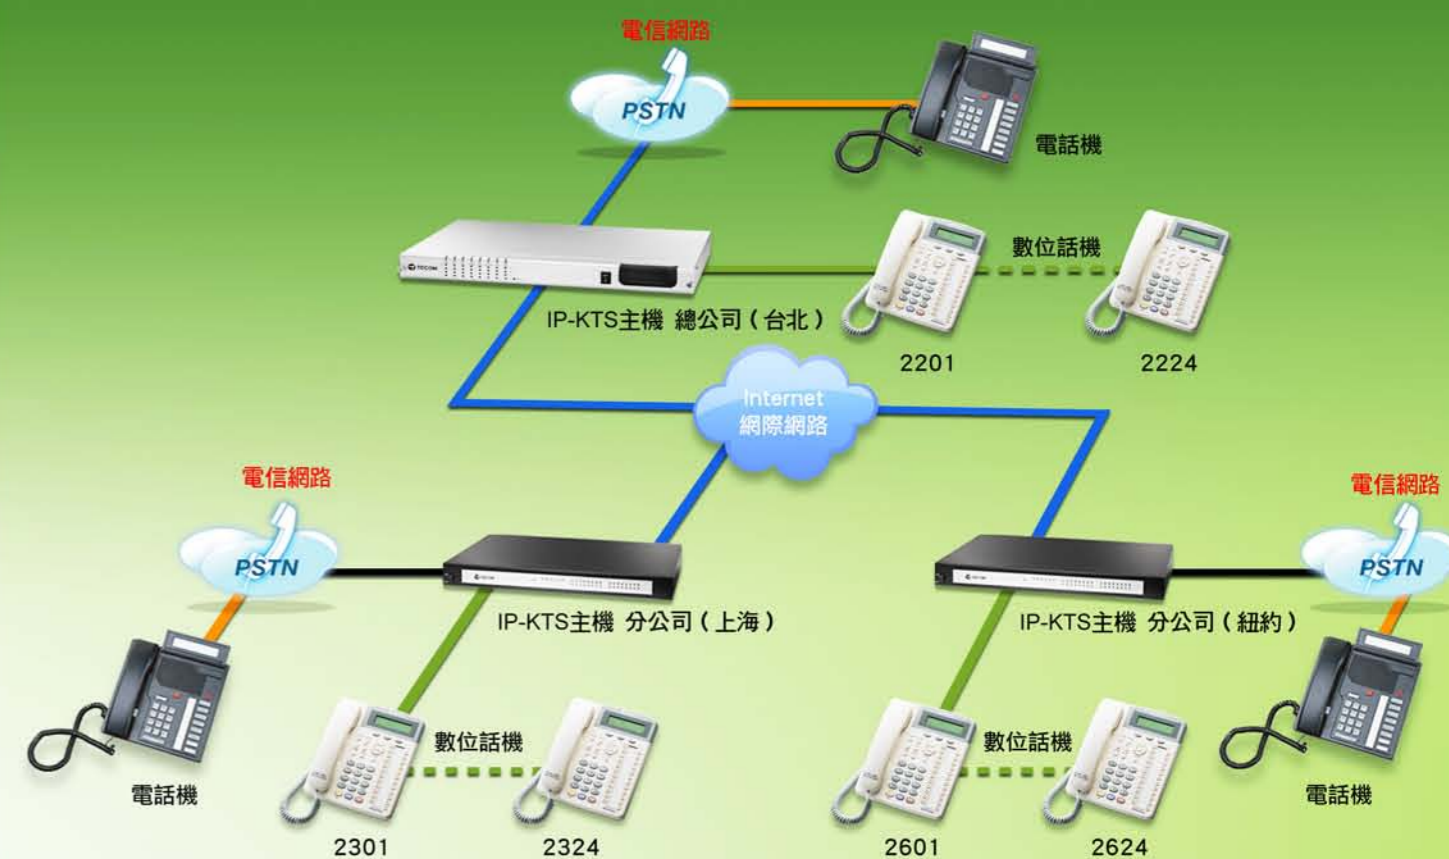 電信網路
PSTN
電話機
TECOM
數位話機
IP-KTS主機 總公司（台北）
2201
2224
Internet
網際網路
電信網路
PSTN
IP-KTS主機 分公司（上海）
電話機
數位話機
2301
2324
電信網路
PSTN
IP-KTS主機 分公司（紐約）
數位話機
電話機
2601
2624